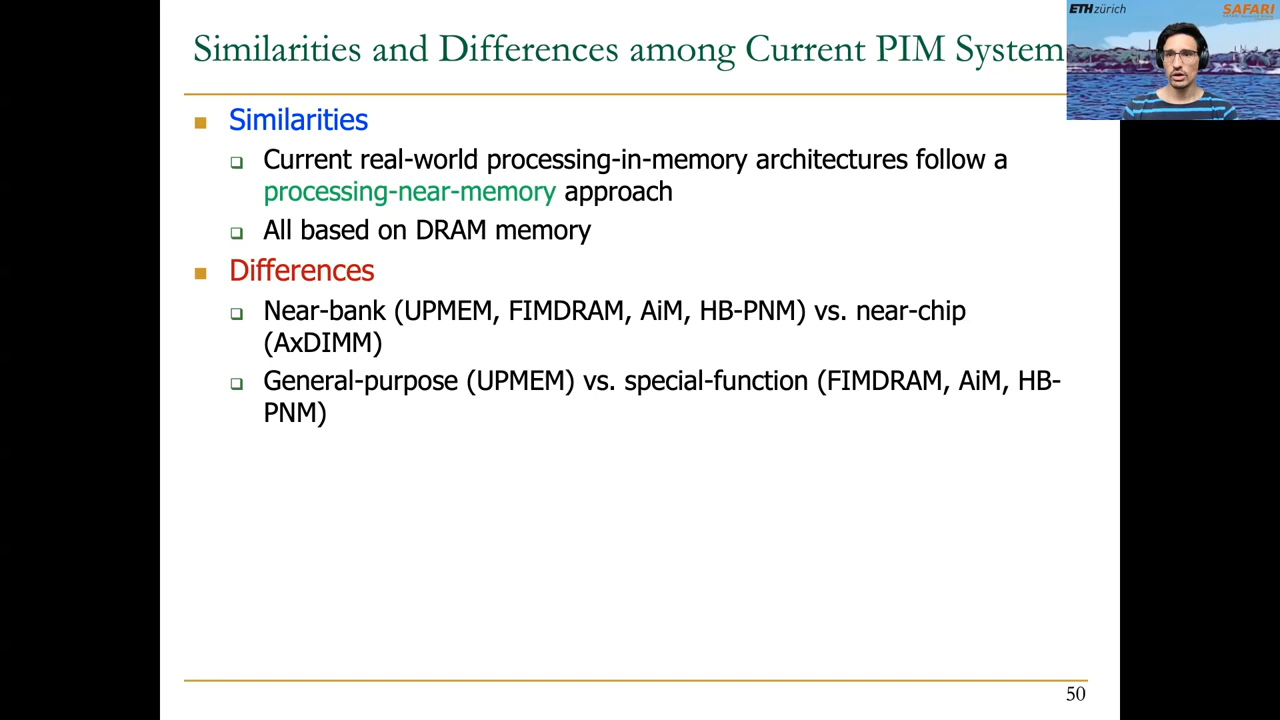 Similarities and Differences among Current PIM System
ETH zürich
SAFARI
Similarities
Current real-world processing-in-memory architectures follow a
processing-near-memory approach
All based on DRAM memory
Differences
Near-bank (UPMEM, FIMDRAM, AiM, HB-PNM) vs. near-chip
(AxDIMM)
General-purpose (UPMEM) vs. special-function (FIMDRAM, AiM, HB-
PNM)
50